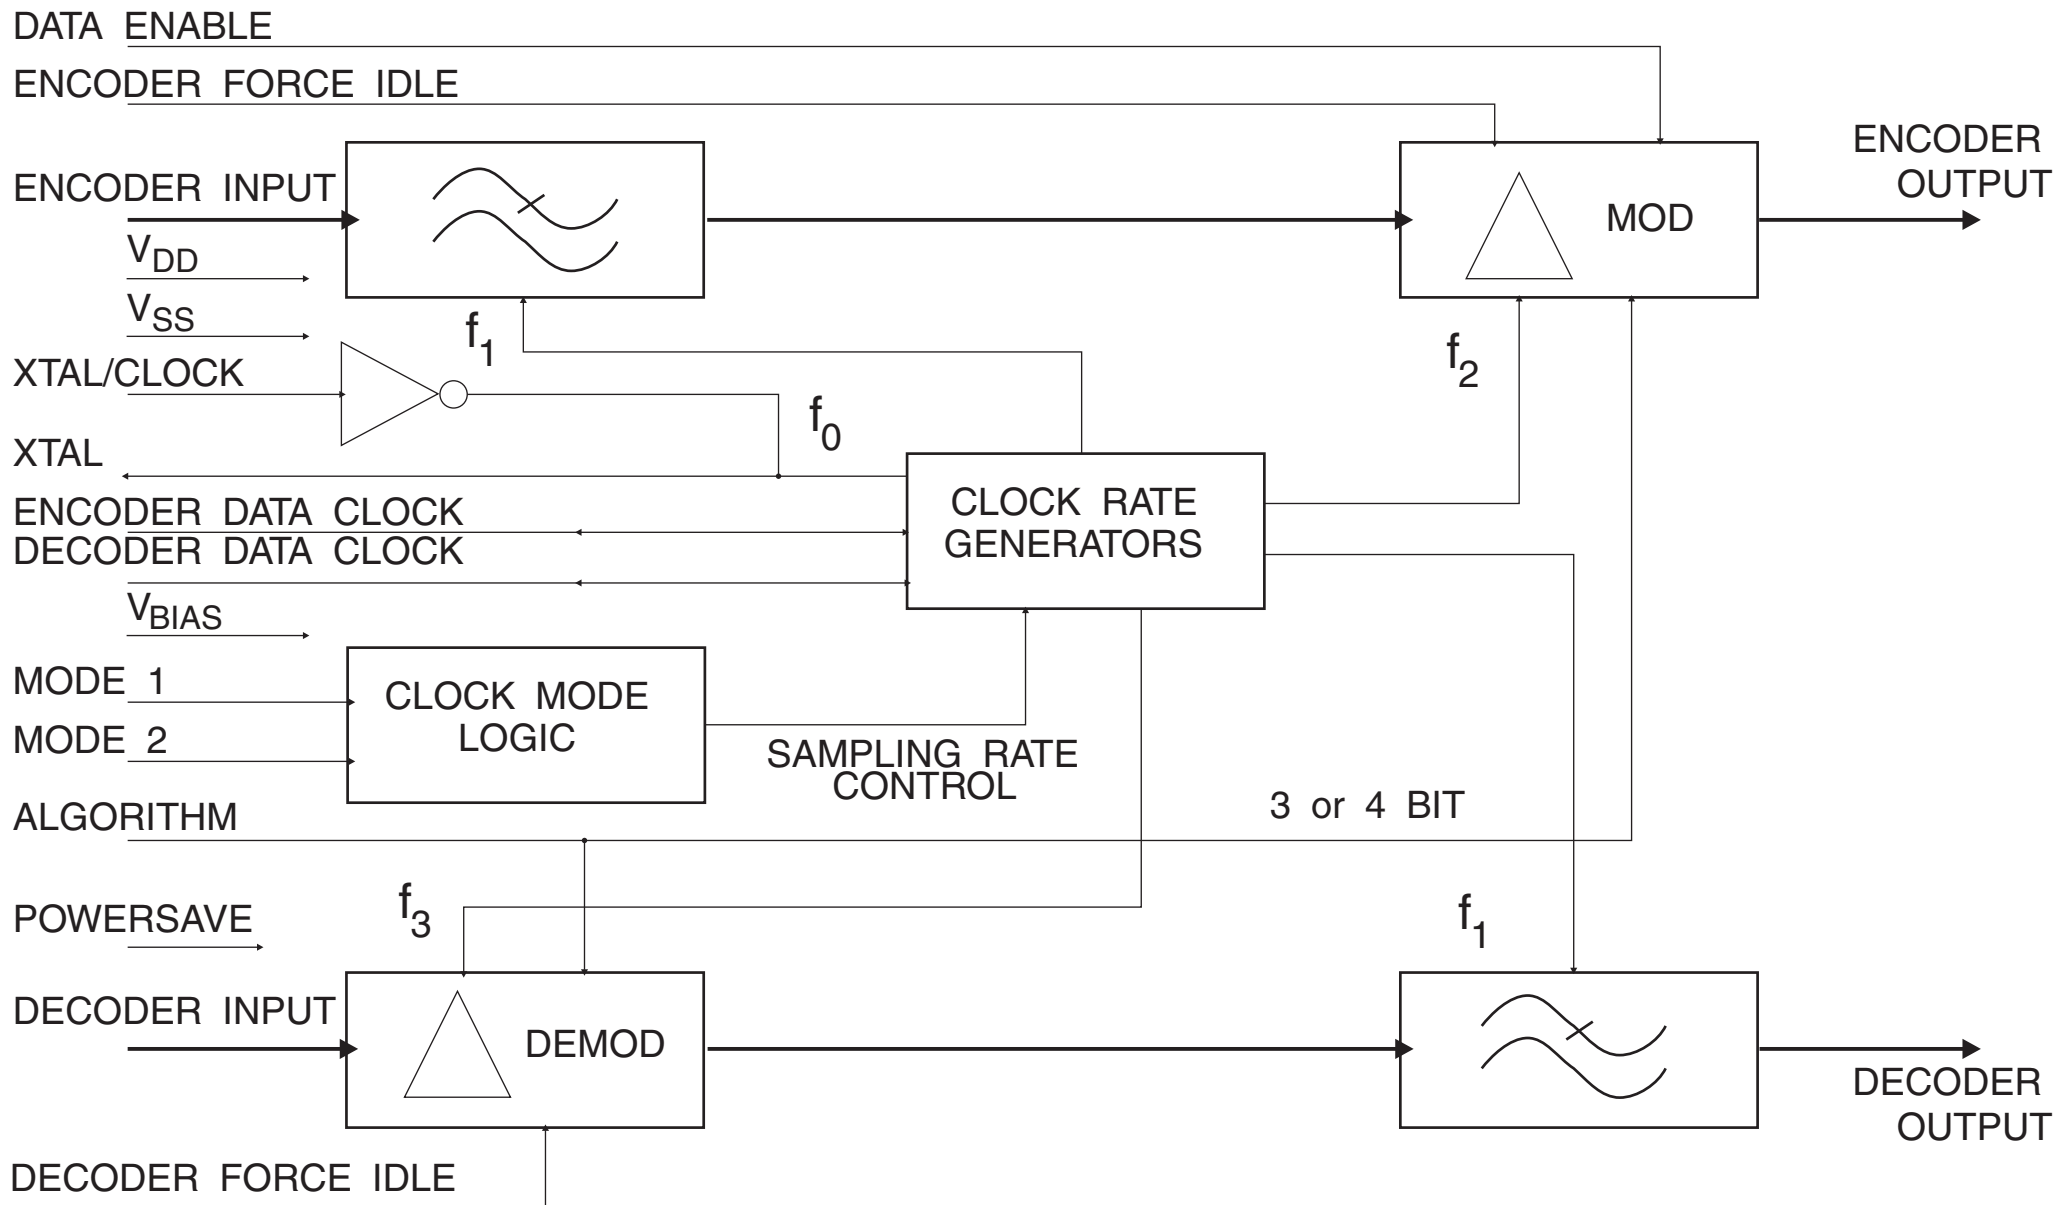 DATA ENABLE
ENCODER FORCE IDLE
ENCODER
OUTPUT
ENCODER INPUT
MOD
VDD
VSS
f1
f2
XTAL/CLOCK
f0
XTAL
CLOCK RATE
GENERATORS
ENCODER DATA CLOCK
DECODER DATA CLOCK
VBIAS
MODE 1
CLOCK MODE
LOGIC
MODE 2
SAMPLING RATE
CONTROL
ALGORITHM
3 or 4 BIT
f3
f1
POWERSAVE
DECODER INPUT
DEMOD
DECODER
OUTPUT
DECODER FORCE IDLE